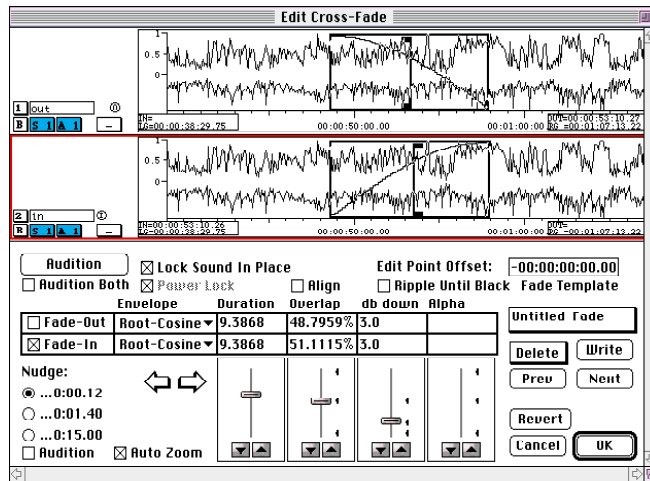 Edit Cross-Fade
1
0.5
0
1 out
R S 1 A 1 -
IN=
LG=00:00:38:29.75
00:00:50:00.00
00:01:00:00
OUT=00:00:53:10.27
RG =00:01:07:13.22
0.5
0
2 in
R S 1 A 1 -
IN=00:00:53:10.26
LG=00:00:38:29.75
00:00:50:00.00
00:01:00:00
OUT=
RG =00:01:07:13.22
Audition Lock Sound In Place Edit Point Offset: -00:00:00:00.00
Audition Both Power Lock Align Ripple Until Black Fade Template
Envelope Duration Overlap db down Alpha
Fade-Out Root-Cosine 9.3868 48.7959% 3.0
Untitled Fade
Fade-In Root-Cosine 9.3868 51.1115% 3.0
Delete Write
Nudge:
Prev Next
...0:00.12
...0:01.40
Revert
...0:15.00
Audition Auto Zoom
Cancel OK